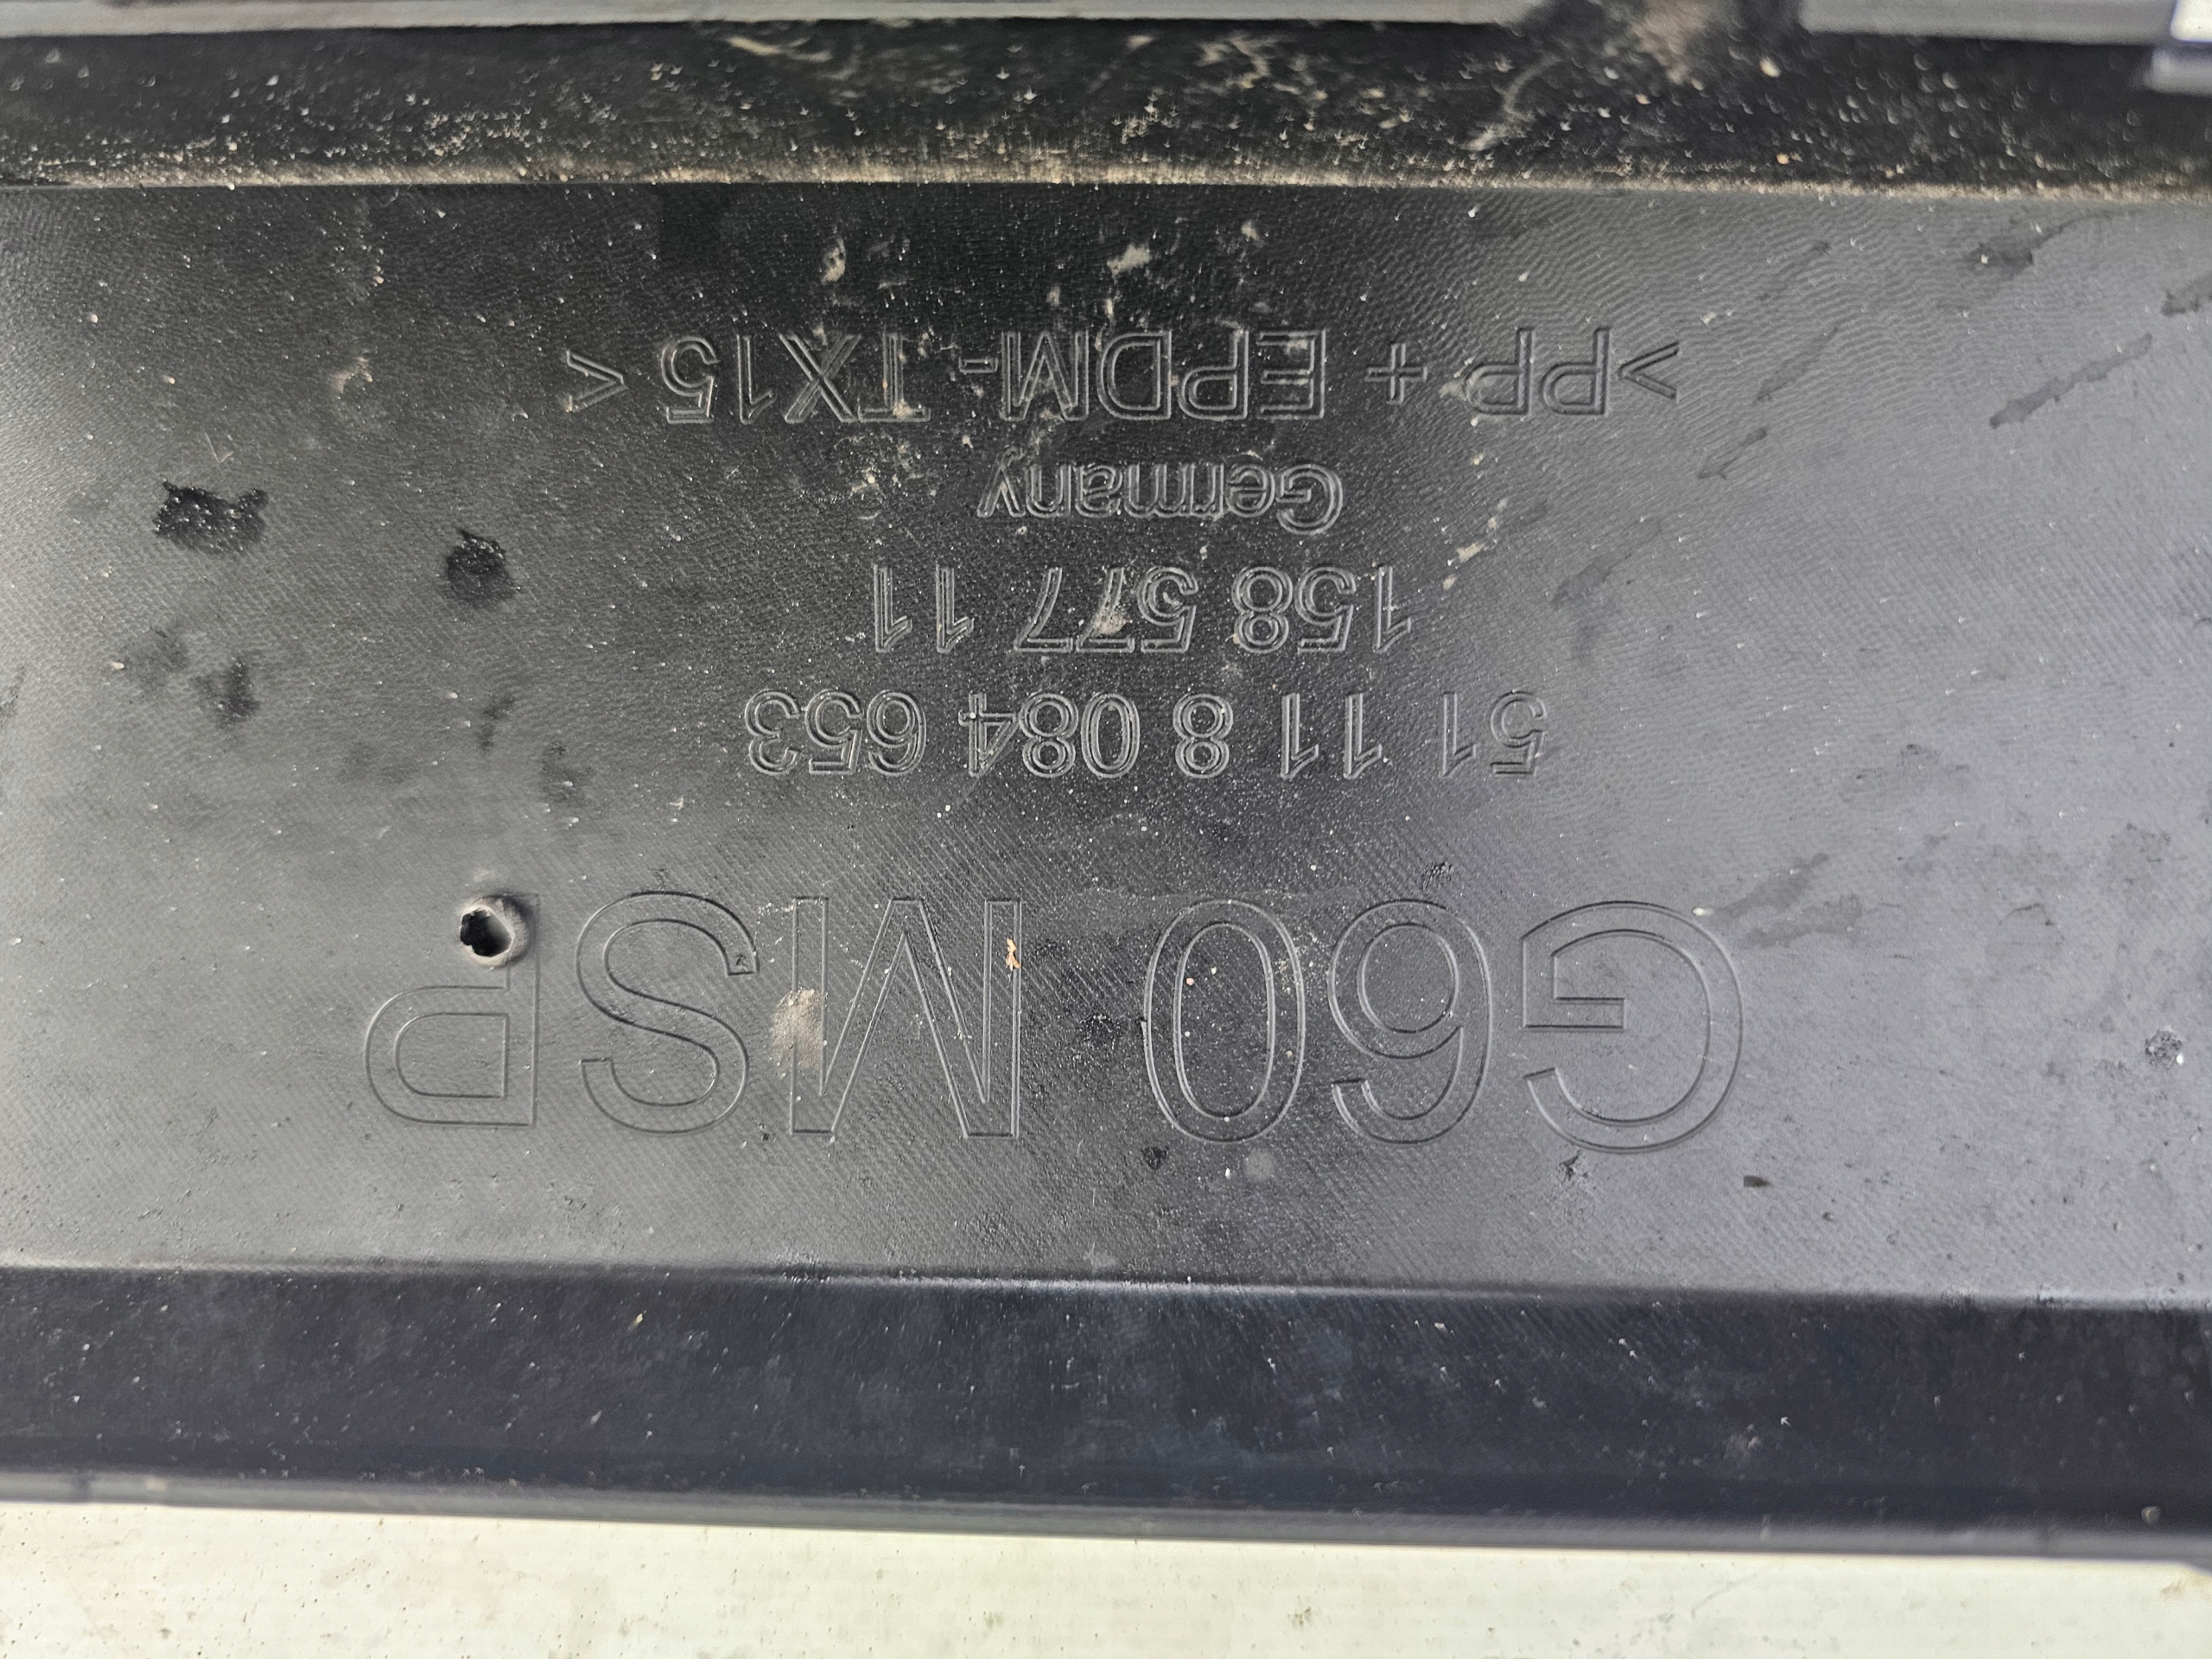 G60 MSP
51 11 8 084 653
158 577 11
Germany
>PP + EPDM- TX15 <